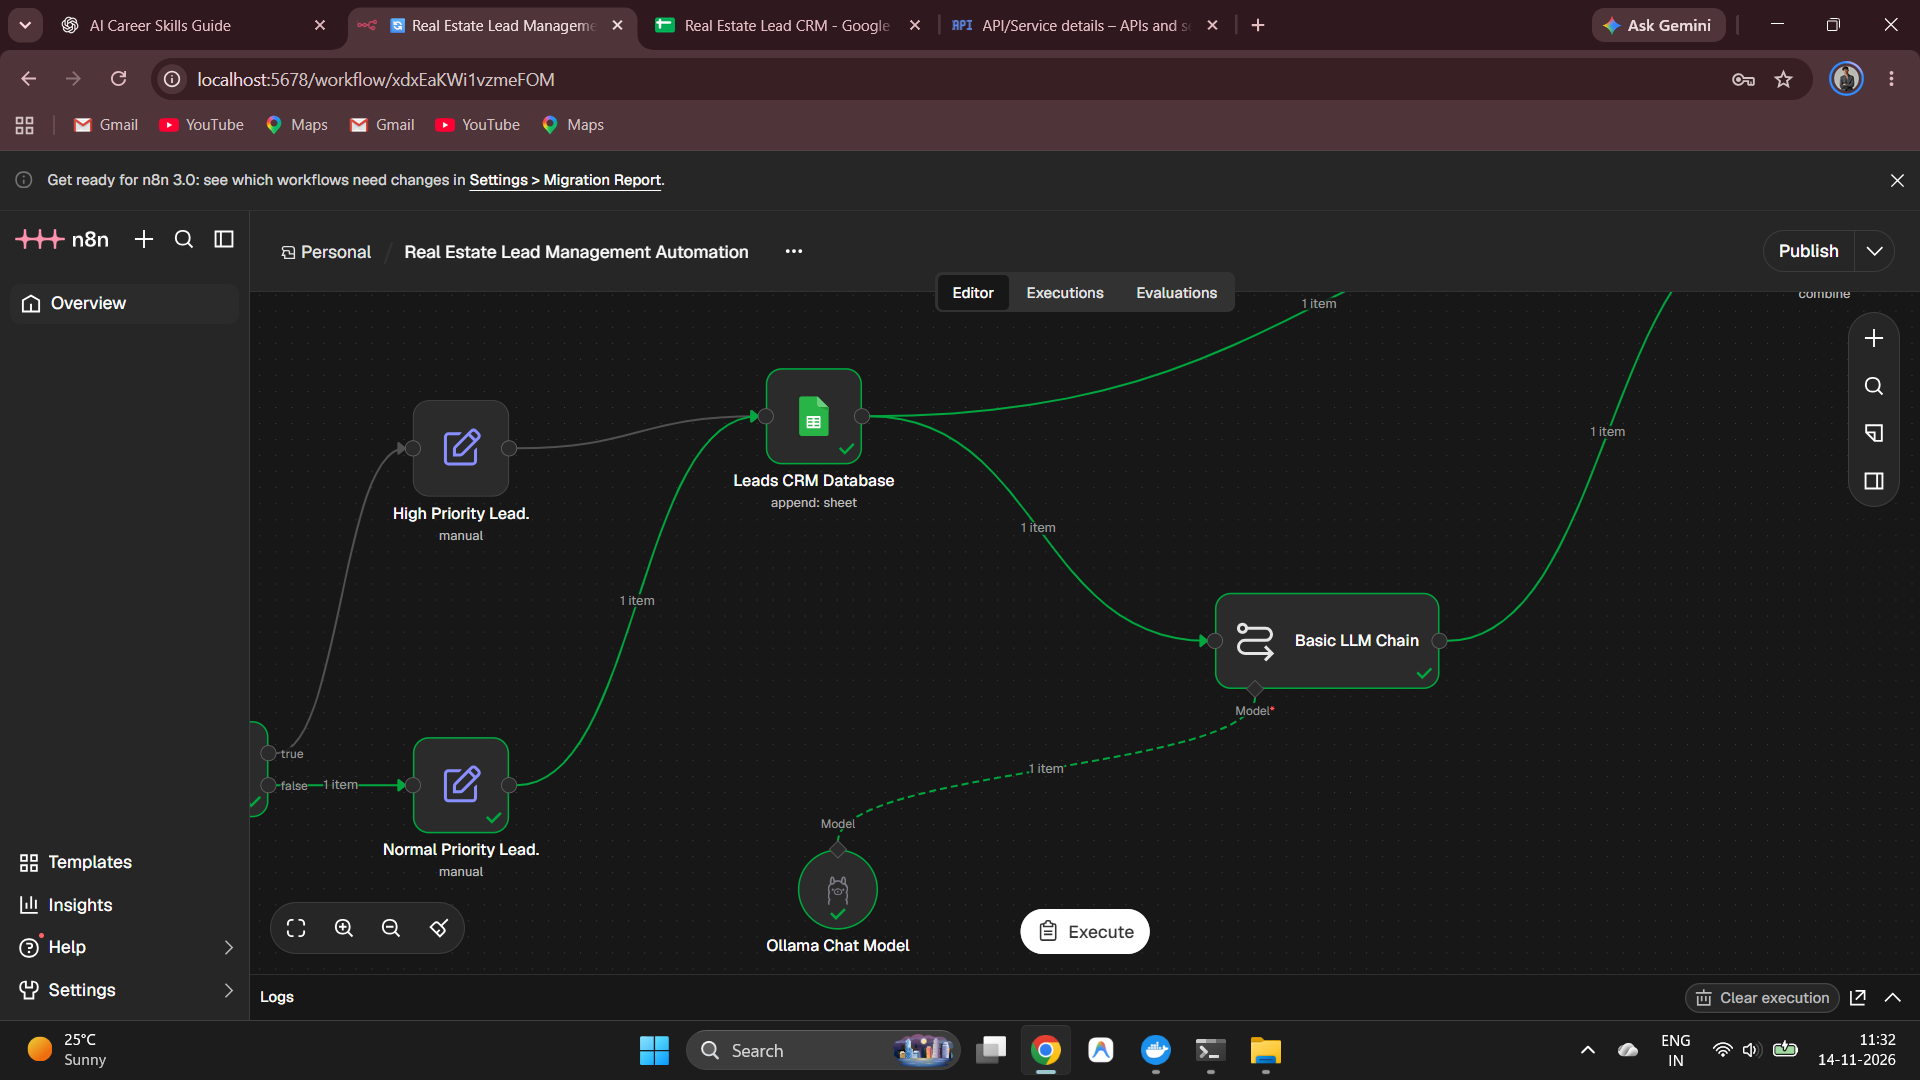 AI Career Skills Guide
Real Estate Lead Manageme
Real Estate Lead CRM - Google
API
API/Service details – APIs and se
Ask Gemini
localhost:5678/workflow/xdxEaKWi1vzmeFOM
Gmail
YouTube
Maps
Gmail
YouTube
Maps
Get ready for n8n 3.0: see which workflows need changes in Settings > Migration Report.
n8n
Personal / Real Estate Lead Management Automation
Publish
Editor
Executions
Evaluations
Overview
combine
1 item
1 item
Leads CRM Database
append: sheet
High Priority Lead.
manual
1 item
1 item
Basic LLM Chain
Model*
true
false
1 item
1 item
Model
Normal Priority Lead.
manual
Ollama Chat Model
Execute
Templates
Insights
Help
Settings
Logs
Clear execution
25°C
Sunny
Search
ENG
IN
11:32
14-11-2026